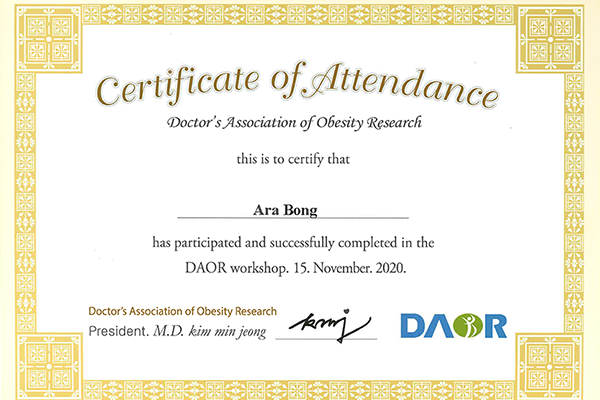 Certificate of Attendance
Doctor's Association of Obesity Research
this is to certify that
Ara Bong
has participated and successfully completed in the
DAOR workshop. 15. November. 2020.
Doctor's Association of Obesity Research
President. M.D. kim min jeong
DAOR